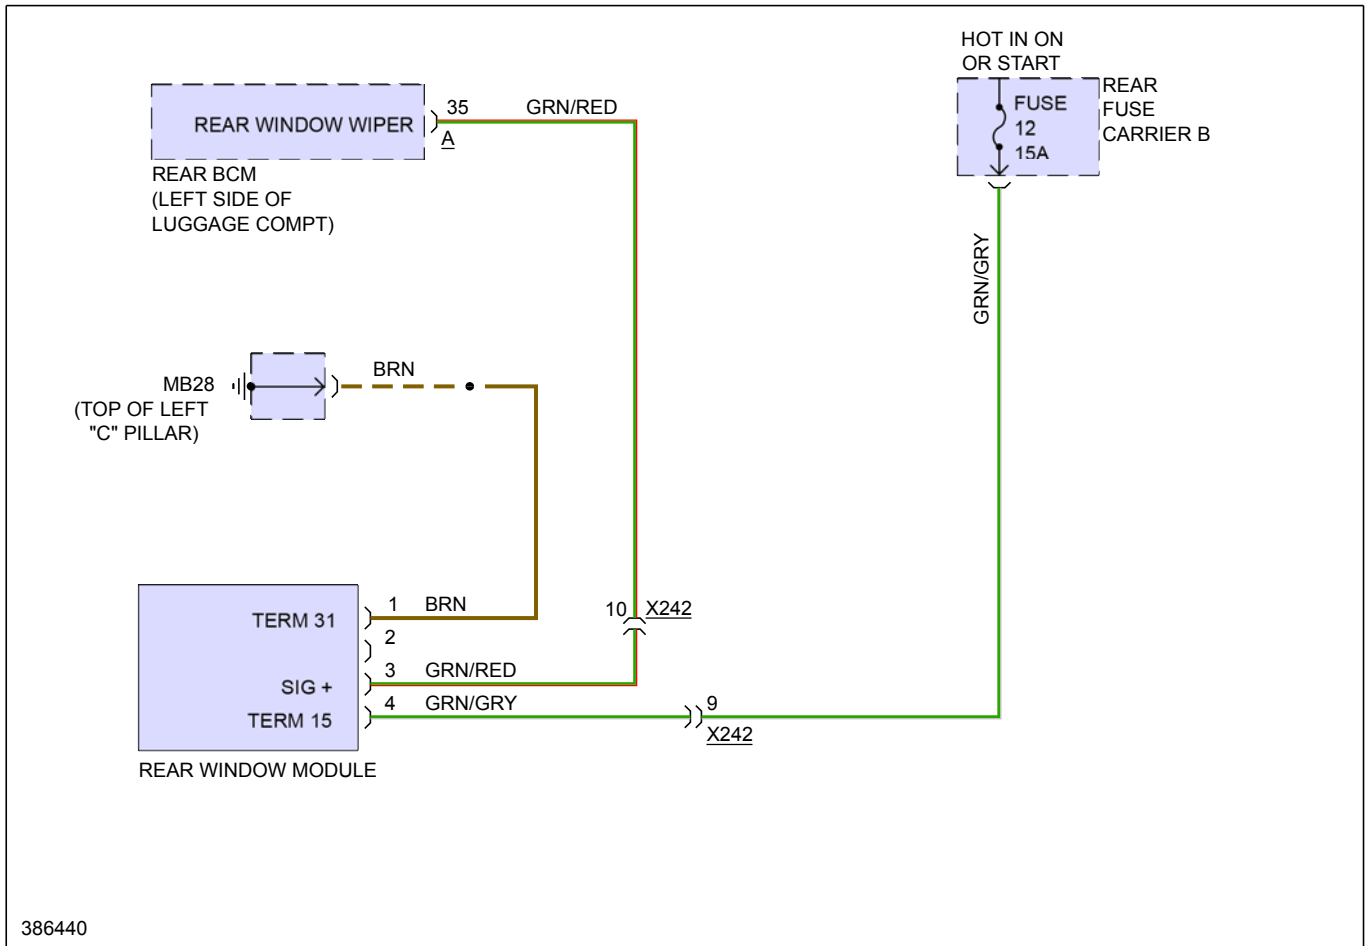 HOT IN ON
OR START
REAR
FUSE
CARRIER B
FUSE
12
15A
35
GRN/RED
REAR WINDOW WIPER
A
REAR BCM
(LEFT SIDE OF
LUGGAGE COMPT)
GRN/GRY
BRN
MB28
(TOP OF LEFT
"C" PILLAR)
TERM 31
1
BRN
10
X242
2
SIG +
3
GRN/RED
TERM 15
4
GRN/GRY
9
X242
REAR WINDOW MODULE
386440